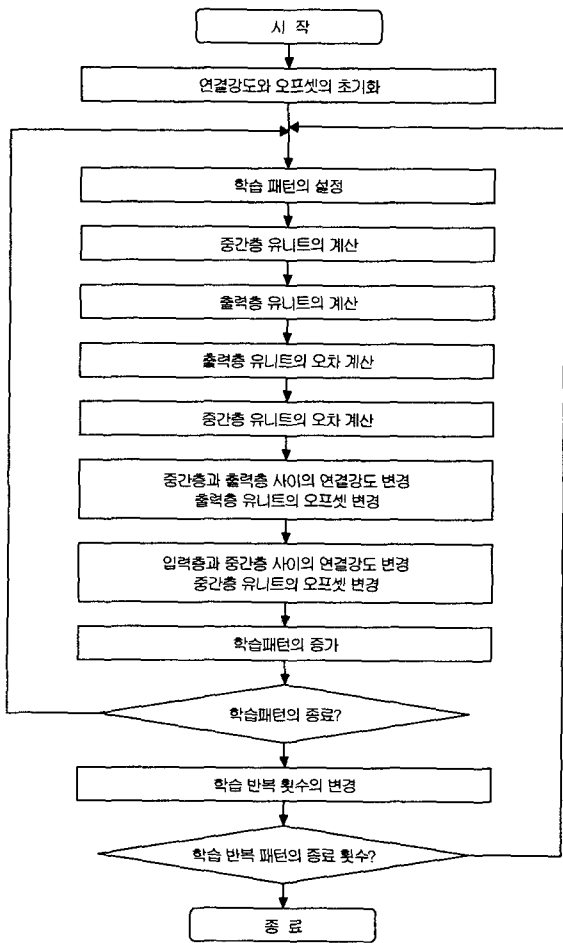 시 작
연결강도와 오프셋의 초기화
학습 패턴의 설정
중간층 유니트의 계산
출력층 유니트의 계산
출력층 유니트의 오차 계산
중간층 유니트의 오차 계산
중간층과 출력층 사이의 연결강도 변경
출력층 유니트의 오프셋 변경
입력층과 중간층 사이의 연결강도 변경
중간층 유니트의 오프셋 변경
학습패턴의 증가
학습패턴의 종료?
학습 반복 횟수의 변경
학습 반복 패턴의 종료 횟수?
종 료